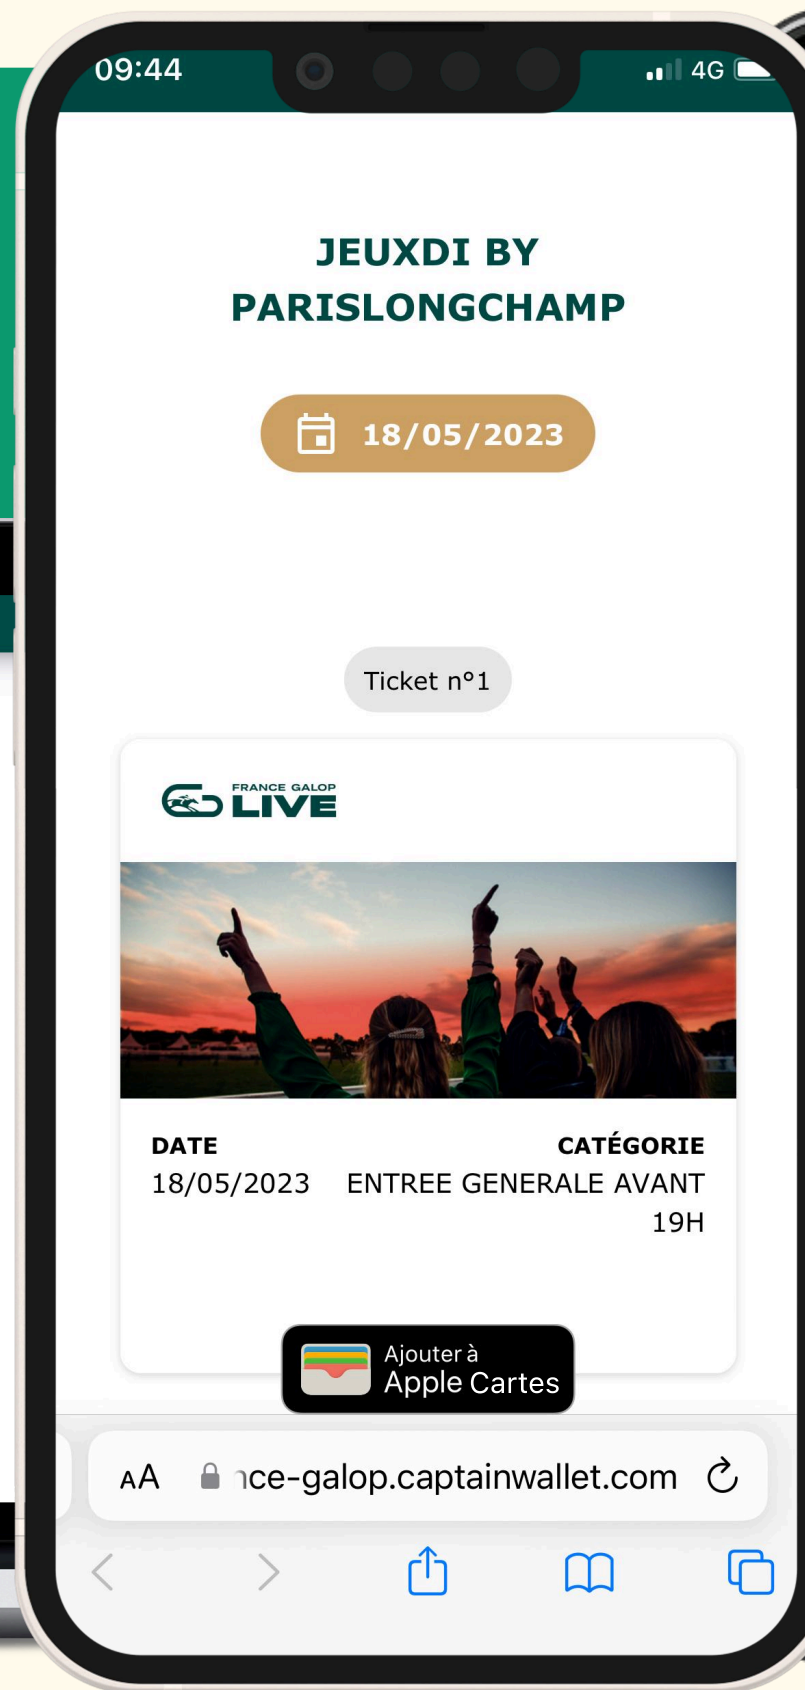 09:44
4G
JEUXDI BY
PARISLONGCHAMP
18/05/2023
Ticket n°1
FRANCE GALOP
LIVE
DATE
CATÉGORIE
18/05/2023
ENTREE GENERALE AVANT
19H
Ajouter à
Apple Cartes
AA
nce-galop.captainwallet.com